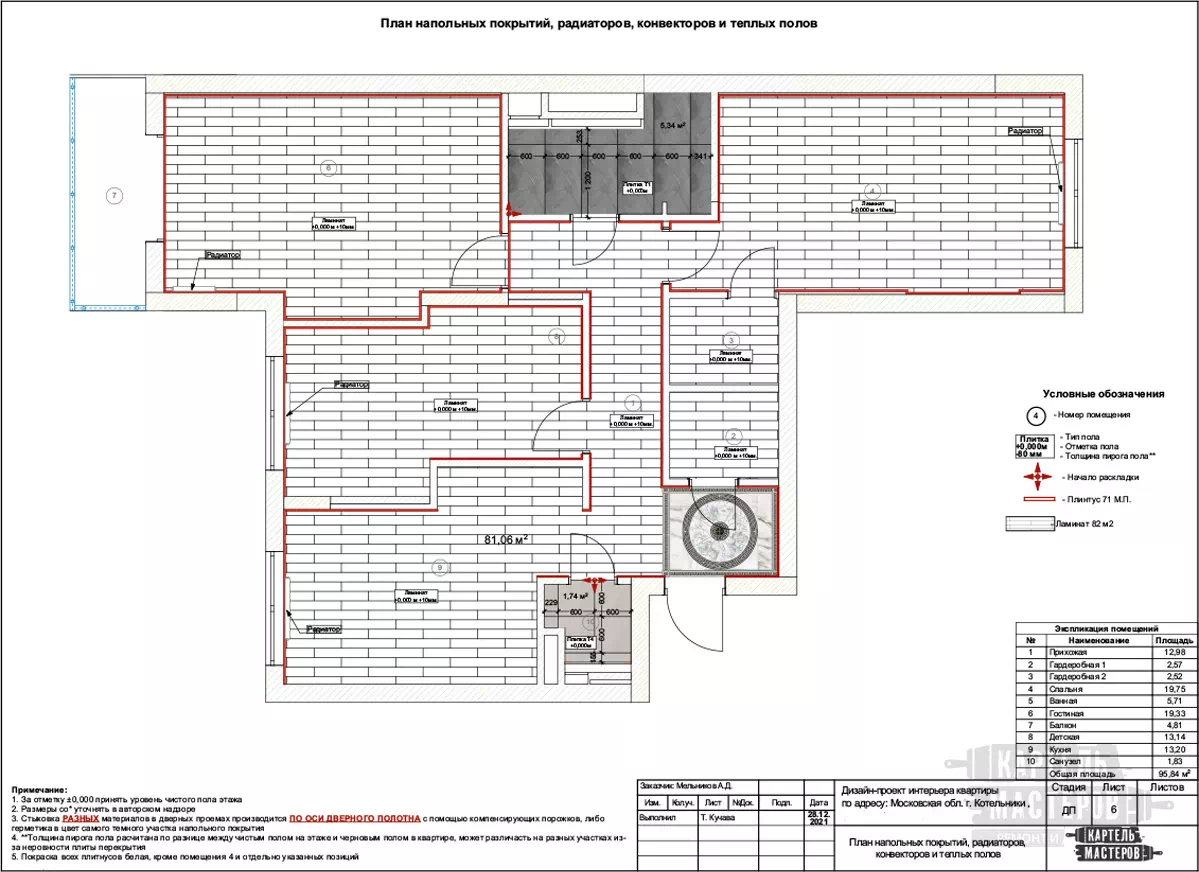 План напольных покрытий, радиаторов, конвекторов и теплых полов
5,34 м²
253
600 600 600 600 600 341
1 200
Плитка Т1
+0,000м
Радиатор
6
7
4
Ламинат
+0,000 м +10мм.
Ламинат
+0,000 м +10мм.
Радиатор
3
Ламинат
+0,000 м +10мм.
8
Радиатор
Ламинат
+0,000 м +10мм.
1
Ламинат
+0,000 м +10мм.
2
Ламинат
+0,000 м +10мм.
81,06 м²
9
Ламинат
+0,000 м +10мм.
Радиатор
229
1,74 м²
600 600
600
600
10
Плитка Т4
+0,000м
Условные обозначения
4 - Номер помещения
Плитка
+0,000м
-80 мм
- Тип пола
- Отметка пола
- Толщина пирога пола**
- Начало раскладки
- Плинтус 71 М.П.
Ламинат 82 м2
Экспликация помещений
№ Наименование Площадь
1 Прихожая 12,98
2 Гардеробная 1 2,57
3 Гардеробная 2 2,52
4 Спальня 19,75
5 Ванная 5,71
6 Гостиная 19,33
7 Балкон 4,81
8 Детская 13,14
9 Кухня 13,20
10 Санузел 1,83
Общая площадь 95,84 м²
Примечание:
1. За отметку ±0,000 принять уровень чистого пола этажа
2. Размеры со* уточнять в авторском надзоре
3. Стыковка РАЗНЫХ материалов в дверных проемах производится ПО ОСИ ДВЕРНОГО ПОЛОТНА с помощью компенсирующих порожков, либо
герметика в цвет самого темного участка напольного покрытия
4. **Толщина пирога пола расчитана по разнице между чистым полом на этаже и черновым полом в квартире, может различать на разных участках из-
за неровности плиты перекрытия
5. Покраска всех плитнусов белая, кроме помещения 4 и отдельно указанных позиций
Заказчик: Мельников А.Д.
Изм. Кол.уч. Лист №Док. Подп. Дата
Выполнил Т. Кучава 28.12.
2021
Дизайн-проект интерьера квартиры
по адресу: Московская обл. г. Котельники ,
План напольных покрытий, радиаторов,
конвекторов и теплых полов
Стадия Лист Листов
ДП 6
КАРТЕЛЬ
МАСТЕРОВ
РЕМОНТ И
КАРТЕЛЬ
МАСТЕРОВ